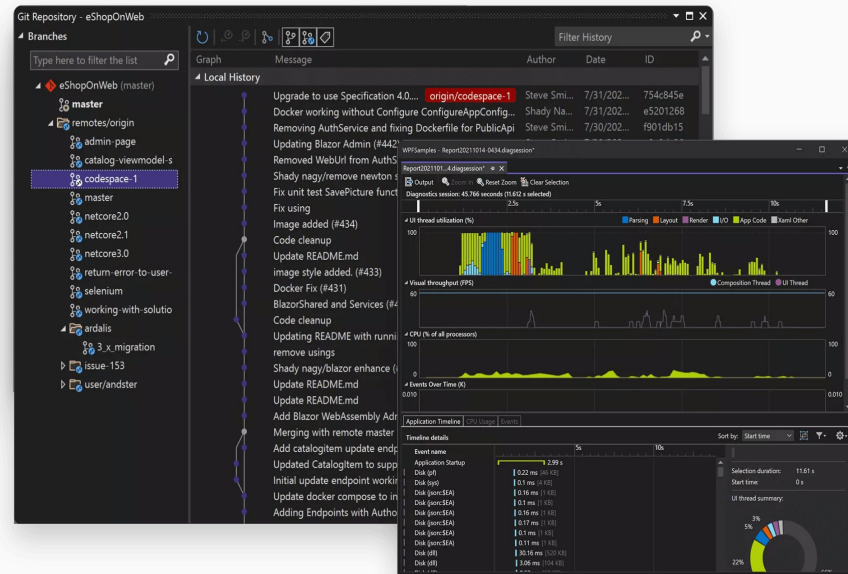 Git Repository - eShopOnWeb
Branches
Type here to filter the list
eShopOnWeb (master)
master
remotes/origin
admin-page
catalog-viewmodel-s
codespace-1
master
netcore2.0
netcore2.1
netcore3.0
return-error-to-user-
selenium
working-with-solutio
ardalis
3_x_migration
issue-153
user/andster
Filter History
Graph Message Author Date ID
Local History
Upgrade to use Specification 4.0.... origin/codespace-1 Steve Smi... 7/31/202... 754c845e
Docker working without Configure ConfigureAppConfig... Shady Na... 7/31/202... e5201268
Removing AuthService and fixing Dockerfile for PublicApi Steve Smi... 7/30/202... f901db15
Updating Blazor Admin (#442)
Removed WebUrl from AuthS
Shady nagy/remove newton s
Fix unit test SavePicture funct
Fix using
Image added (#434)
Code cleanup
Update README.md
image style added. (#433)
Docker Fix (#431)
BlazorShared and Services (#4
Code cleanup
Updating README with runni
remove usings
Shady nagy/blazor enhance (
Update README.md
Update README.md
Add Blazor WebAssembly Adr
Merging with remote master
Add catalogitem update endp
Updated CatalogItem to supp
Initial update endpoint workin
Update docker compose to in
Adding Endpoints with Autho
WPFSamples - Report20211014-0434.diagsession*
Report2021101...4.diagsession*
Output Zoom In Reset Zoom Clear Selection
Diagnostics session: 45.766 seconds (11.612 s selected)
2.5s 5s 7.5s 10s
UI thread utilization (%) Parsing Layout Render I/O App Code Xaml Other
100 100
Visual throughput (FPS) Composition Thread UI Thread
60 60
CPU (% of all processors)
100 100
0 0
Events Over Time (K)
0.010 0.010
Application Timeline CPU Usage Events
Timeline details Sort by: Start time
Event name 5s 10s
Application Startup 2.99 s
Disk (pf) 0.22 ms [46 KB]
Disk (sys) 0.1 ms [4 KB]
Disk (json:$EA) 0.16 ms [1 KB]
Disk (json:$EA) 0.1 ms [1 KB]
Disk (json:$EA) 0.16 ms [1 KB]
Disk (json:$EA) 0.17 ms [1 KB]
Disk (json:$EA) 0.1 ms [1 KB]
Disk (json:$EA) 0.11 ms [1 KB]
Disk (dll) 30.16 ms [520 KB]
Disk (dll) 3.06 ms [104 KB]
Selection duration: 11.61 s
Start time: 0 s
UI thread summary:
3%
5%
22%